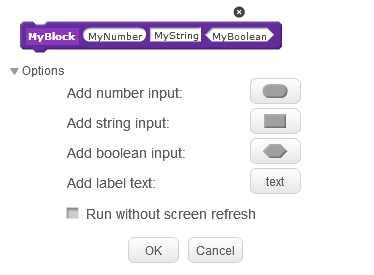 MyBlock MyNumber MyString MyBoolean
Options
Add number input:
Add string input:
Add boolean input:
Add label text: text
Run without screen refresh
OK Cancel